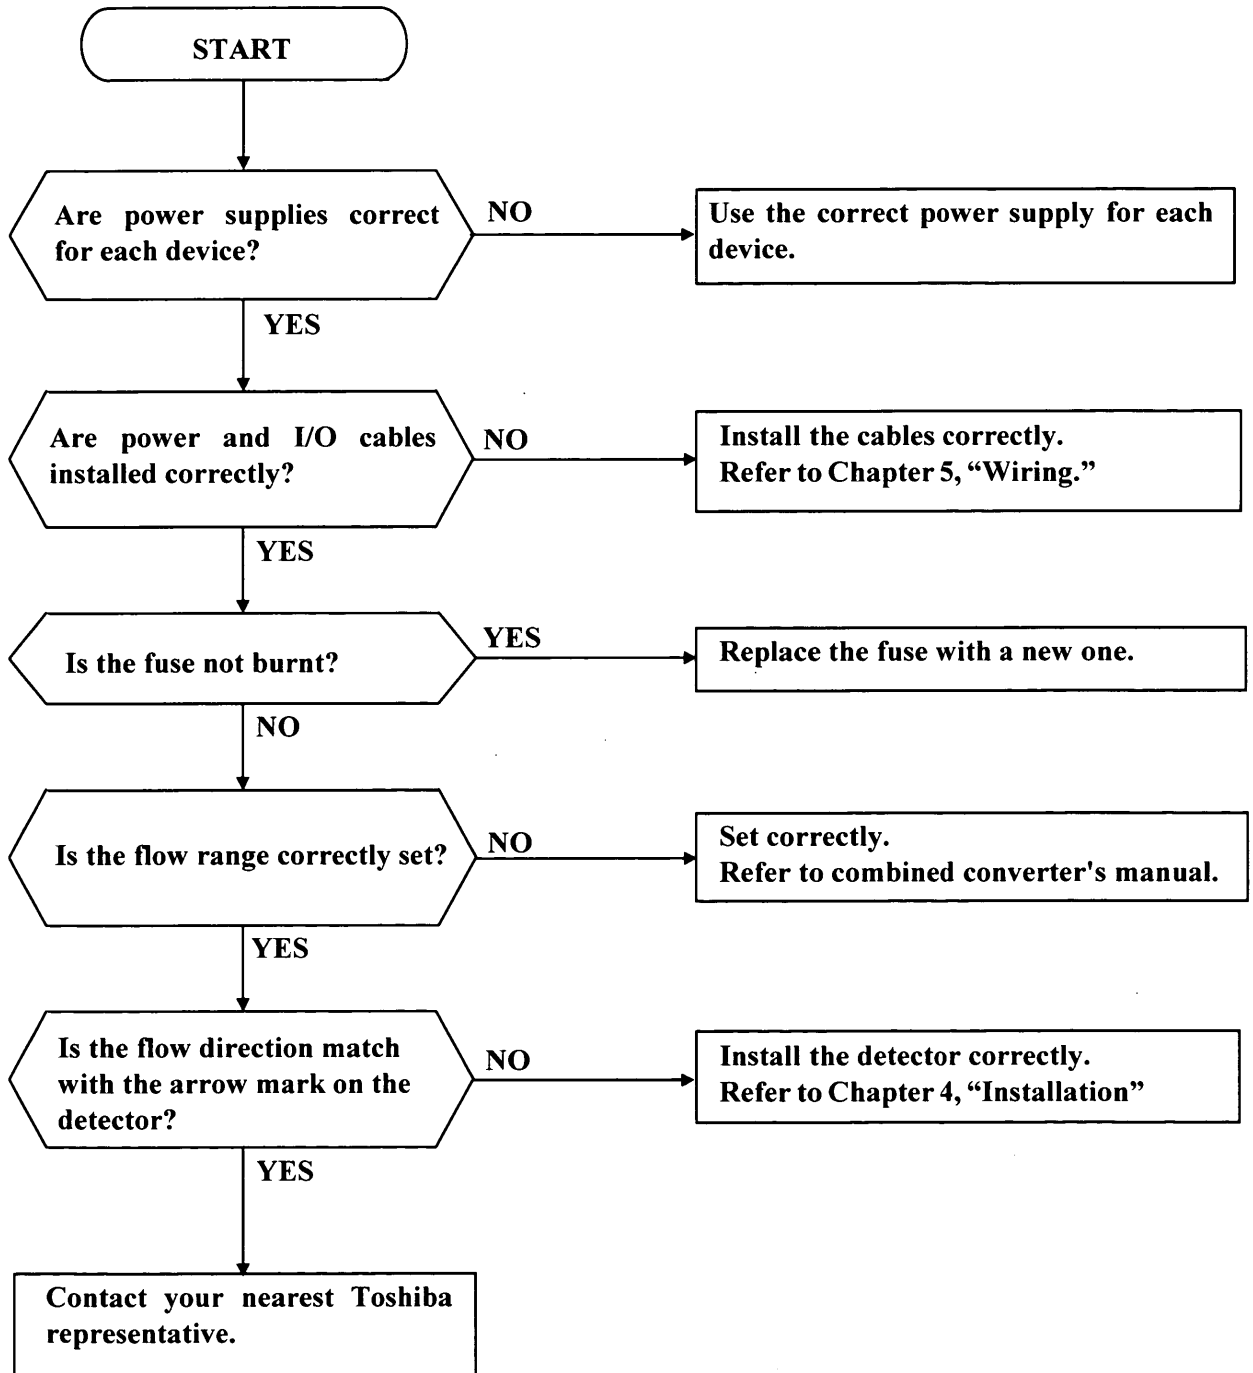 START
Are power supplies correct
for each device?
NO
Use the correct power supply for each
device.
YES
Are power and I/O cables
installed correctly?
NO
Install the cables correctly.
Refer to Chapter 5, “Wiring.”
YES
Is the fuse not burnt?
YES
Replace the fuse with a new one.
NO
Is the flow range correctly set?
NO
Set correctly.
Refer to combined converter's manual.
YES
Is the flow direction match
with the arrow mark on the
detector?
NO
Install the detector correctly.
Refer to Chapter 4, “Installation”
YES
Contact your nearest Toshiba
representative.